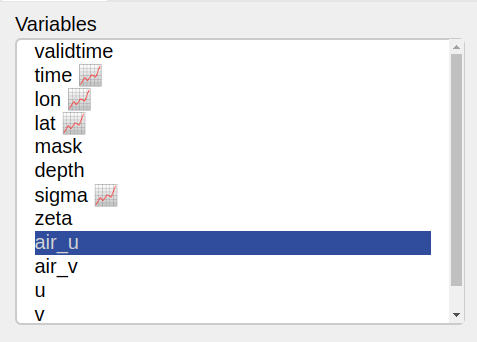 Variables
validtime
time
lon
lat
mask
depth
sigma
zeta
air_u
air_v
u
v